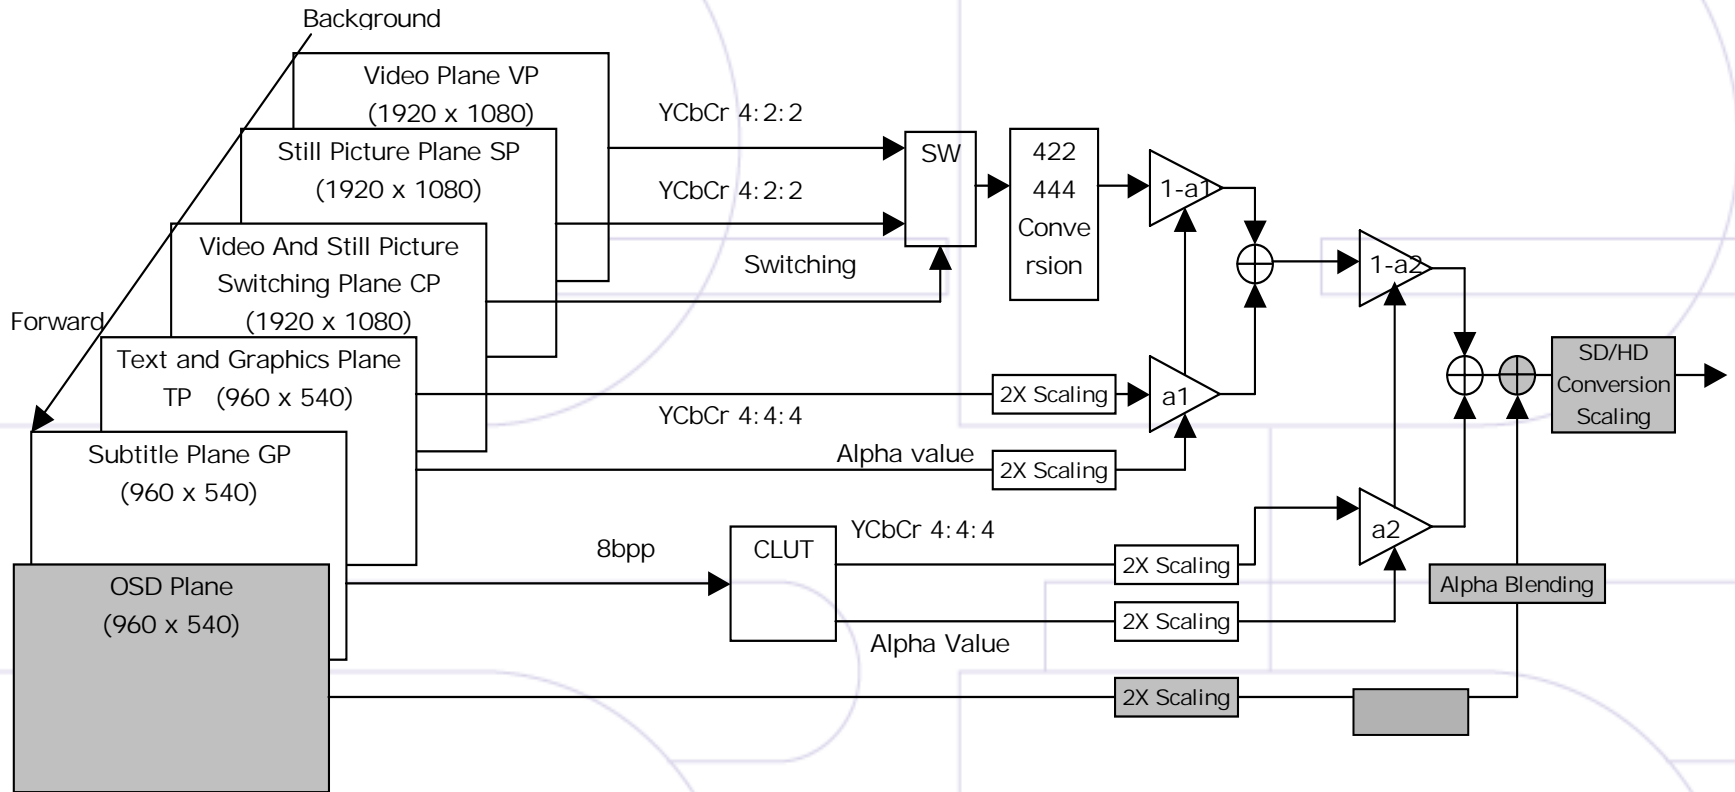 Background
Video Plane VP
(1920 x 1080)
YCbCr 4:2:2
Still Picture Plane SP
(1920 x 1080)
YCbCr 4:2:2
SW
422
444
Conve
rsion
1-a1
Video And Still Picture
Switching Plane CP
(1920 x 1080)
Switching
1-a2
Forward
Text and Graphics Plane
TP (960 x 540)
YCbCr 4:4:4
2X Scaling
a1
SD/HD
Conversion
Scaling
Alpha value
2X Scaling
Subtitle Plane GP
(960 x 540)
8bpp
CLUT
YCbCr 4:4:4
2X Scaling
a2
Alpha Value
2X Scaling
Alpha Blending
OSD Plane
(960 x 540)
2X Scaling